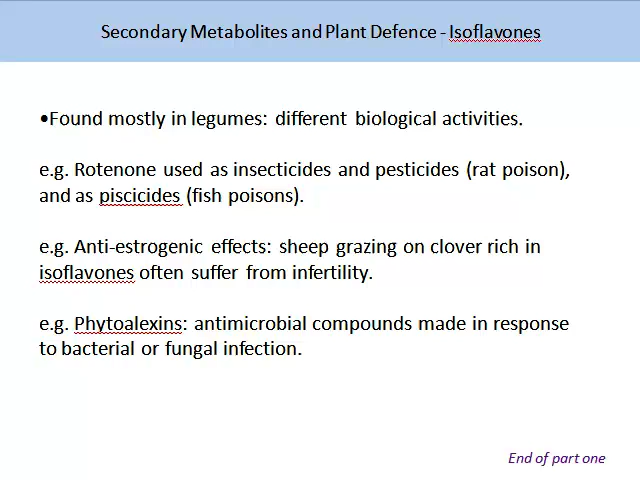 Secondary Metabolites and Plant Defence - Isoflavones
•Found mostly in legumes: different biological activities.
e.g. Rotenone used as insecticides and pesticides (rat poison),
and as piscicides (fish poisons).
e.g. Anti-estrogenic effects: sheep grazing on clover rich in
isoflavones often suffer from infertility.
e.g. Phytoalexins: antimicrobial compounds made in response
to bacterial or fungal infection.
End of part one